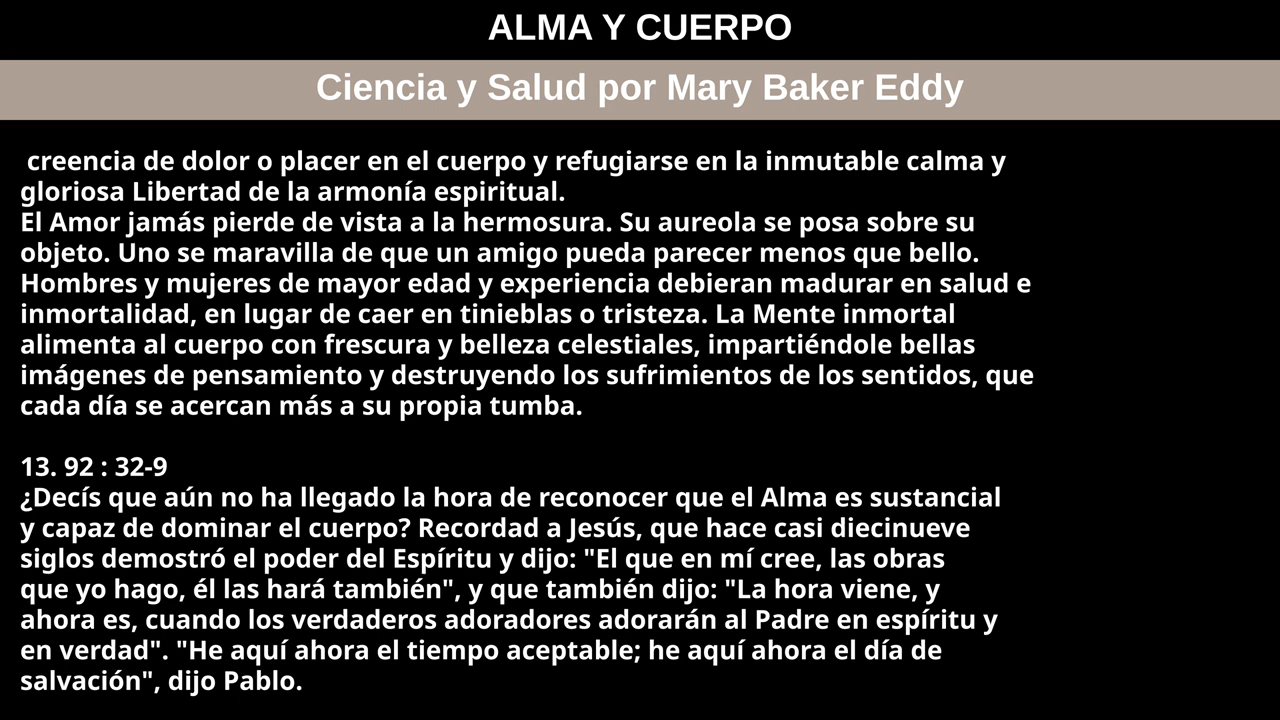 ALMA Y CUERPO
Ciencia y Salud por Mary Baker Eddy
creencia de dolor o placer en el cuerpo y refugiarse en la inmutable calma y
gloriosa Libertad de la armonía espiritual.
El Amor jamás pierde de vista a la hermosura. Su aureola se posa sobre su
objeto. Uno se maravilla de que un amigo pueda parecer menos que bello.
Hombres y mujeres de mayor edad y experiencia debieran madurar en salud e
inmortalidad, en lugar de caer en tinieblas o tristeza. La Mente inmortal
alimenta al cuerpo con frescura y belleza celestiales, impartiéndole bellas
imágenes de pensamiento y destruyendo los sufrimientos de los sentidos, que
cada día se acercan más a su propia tumba.
13. 92 : 32-9
¿Decís que aún no ha llegado la hora de reconocer que el Alma es sustancial
y capaz de dominar el cuerpo? Recordad a Jesús, que hace casi diecinueve
siglos demostró el poder del Espíritu y dijo: "El que en mí cree, las obras
que yo hago, él las hará también", y que también dijo: "La hora viene, y
ahora es, cuando los verdaderos adoradores adorarán al Padre en espíritu y
en verdad". "He aquí ahora el tiempo aceptable; he aquí ahora el día de
salvación", dijo Pablo.